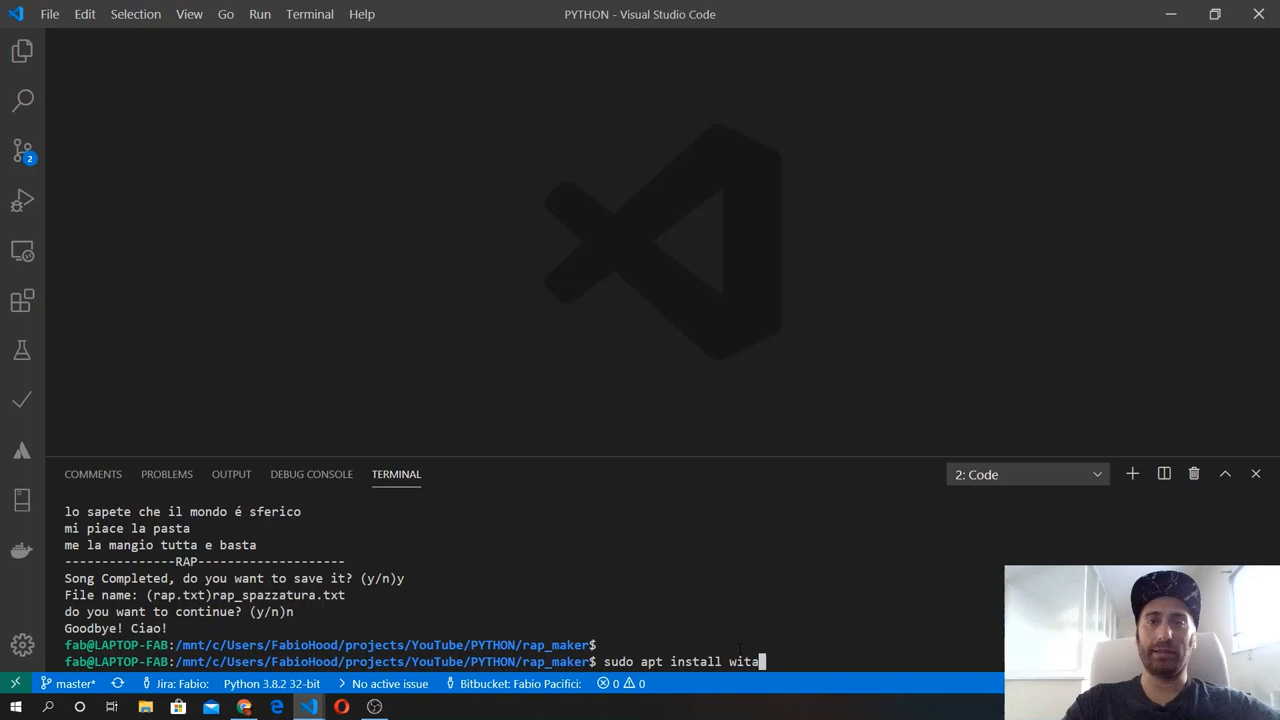 File Edit Selection View Go Run Terminal Help
PYTHON - Visual Studio Code
2
COMMENTS PROBLEMS OUTPUT DEBUG CONSOLE TERMINAL
2: Code
lo sapete che il mondo é sferico
mi piace la pasta
me la mangio tutta e basta
---------------RAP--------------------
Song Completed, do you want to save it? (y/n)y
File name: (rap.txt)rap_spazzatura.txt
do you want to continue? (y/n)n
Goodbye! Ciao!
fab@LAPTOP-FAB:/mnt/c/Users/FabioHood/projects/YouTube/PYTHON/rap_maker$
fab@LAPTOP-FAB:/mnt/c/Users/FabioHood/projects/YouTube/PYTHON/rap_maker$ sudo apt install wita
master* Jira: Fabio: Python 3.8.2 32-bit No active issue Bitbucket: Fabio Pacifici: 0 0